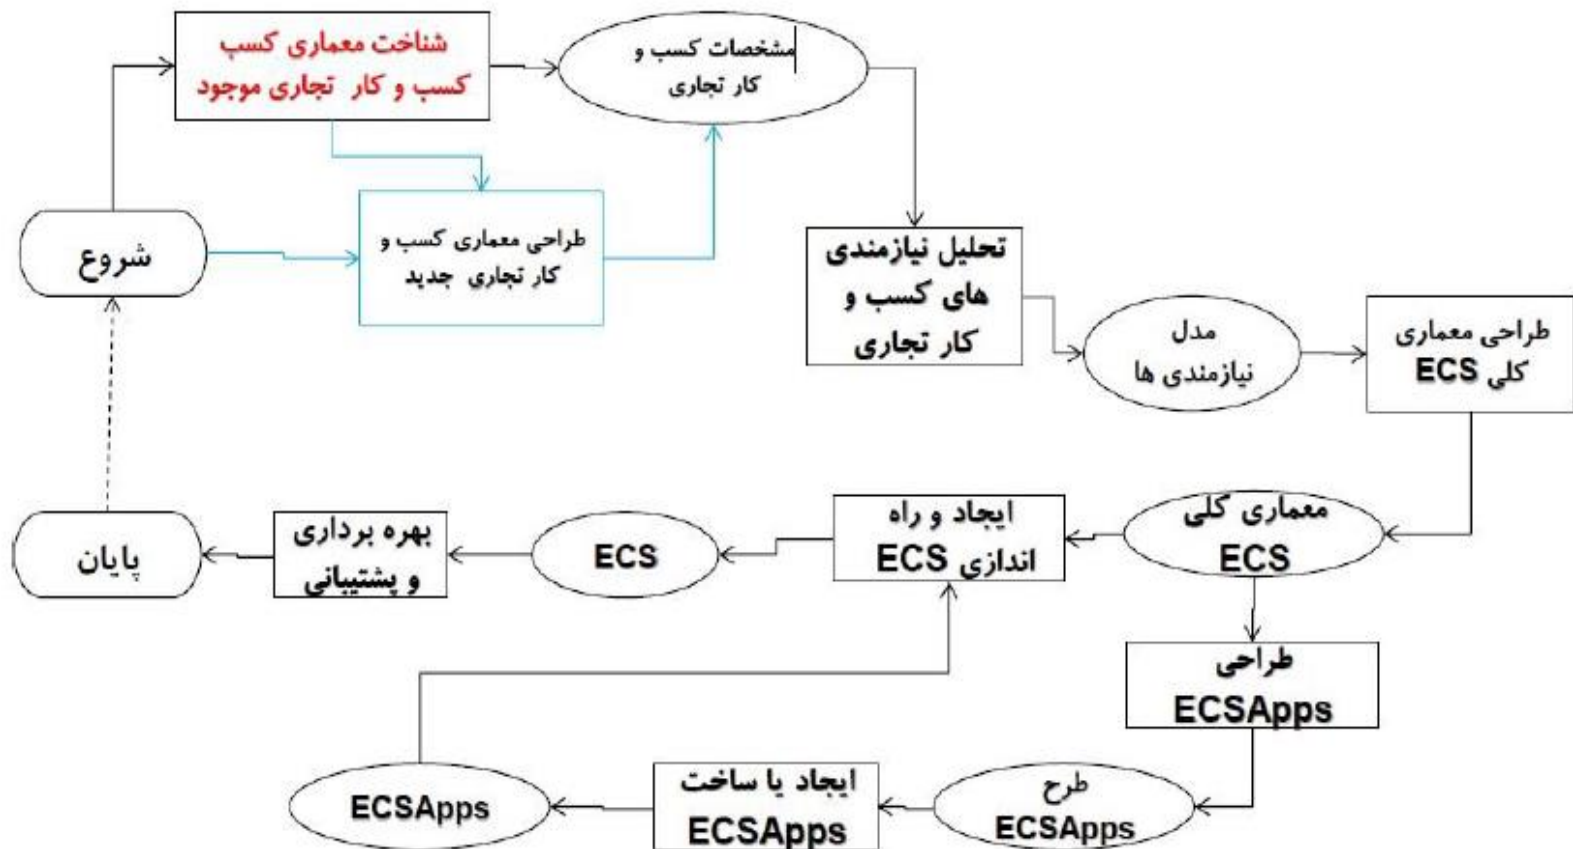 شناخت معماری کسب
کسب و کار تجاری موجود
مشخصات کسب و
کار تجاری
شروع
طراحی معماری کسب و
کار تجاری جدید
تحلیل نیازمندی
های کسب و
کار تجاری
مدل
نیازمندی ها
طراحی معماری
کلی ECS
معماری کلی
ECS
ایجاد و راه
اندازی ECS
ECS
بهره برداری
و پشتیبانی
پایان
طراحی
ECSApps
طرح
ECSApps
ایجاد یا ساخت
ECSApps
ECSApps